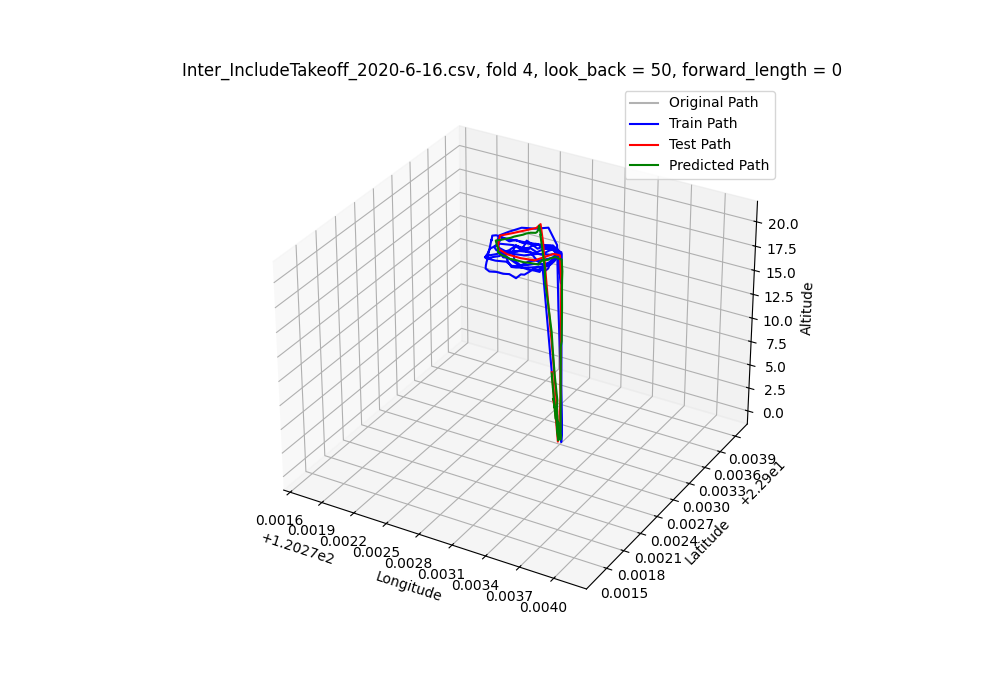 Inter_IncludeTakeoff_2020-6-16.csv, fold 4, look_back = 50, forward_length = 0
Original Path
Train Path
Test Path
Predicted Path
20.0
17.5
15.0
12.5
10.0
7.5
5.0
2.5
0.0
Altitude
0.0039
0.0036
0.0033
0.0030
0.0027
0.0024
0.0021
0.0018
0.0015
+2.29e1
Latitude
0.0016
0.0019
0.0022
0.0025
0.0028
0.0031
0.0034
0.0037
0.0040
+1.2027e2
Longitude